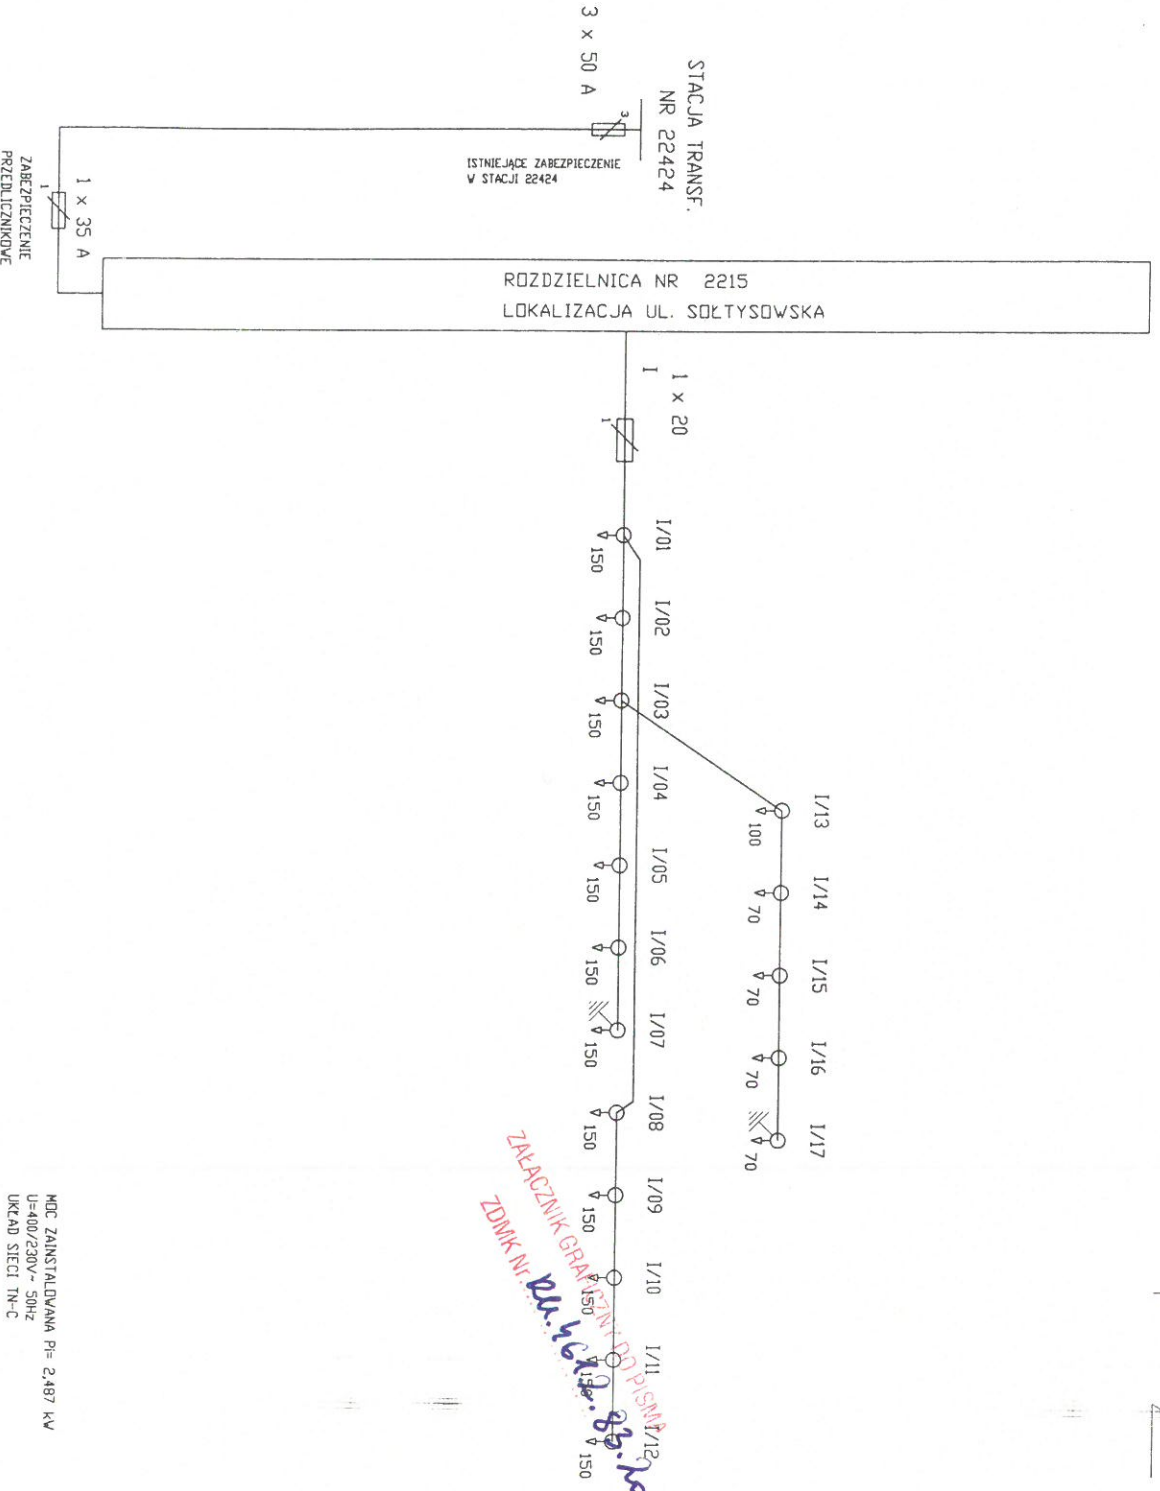 STACJA TRANSF.
NR 22424
3 x 50 A
3
ISTNIEJĄCE ZABEZPIECZENIE
W STACJI 22424
1 x 35 A
1
ZABEZPIECZENIE
PRZEDLICZNIKOWE
ROZDZIELNICA NR 2215
LOKALIZACJA UL. SOŁTYSOWSKA
1 x 20
I
1
I/01
150
I/02
150
I/03
150
I/04
150
I/05
150
I/06
150
I/07
150
I/08
150
I/09
150
I/10
150
I/11
150
I/12
150
I/13
100
I/14
70
I/15
70
I/16
70
I/17
70
ZAŁĄCZNIK GRAFICZNY DO PISMA
ZDMK Nr.
MOC ZAINSTALOWANA Pi= 2,487 kW
U=400/230V~ 50Hz
UKŁAD SIECI TN-C